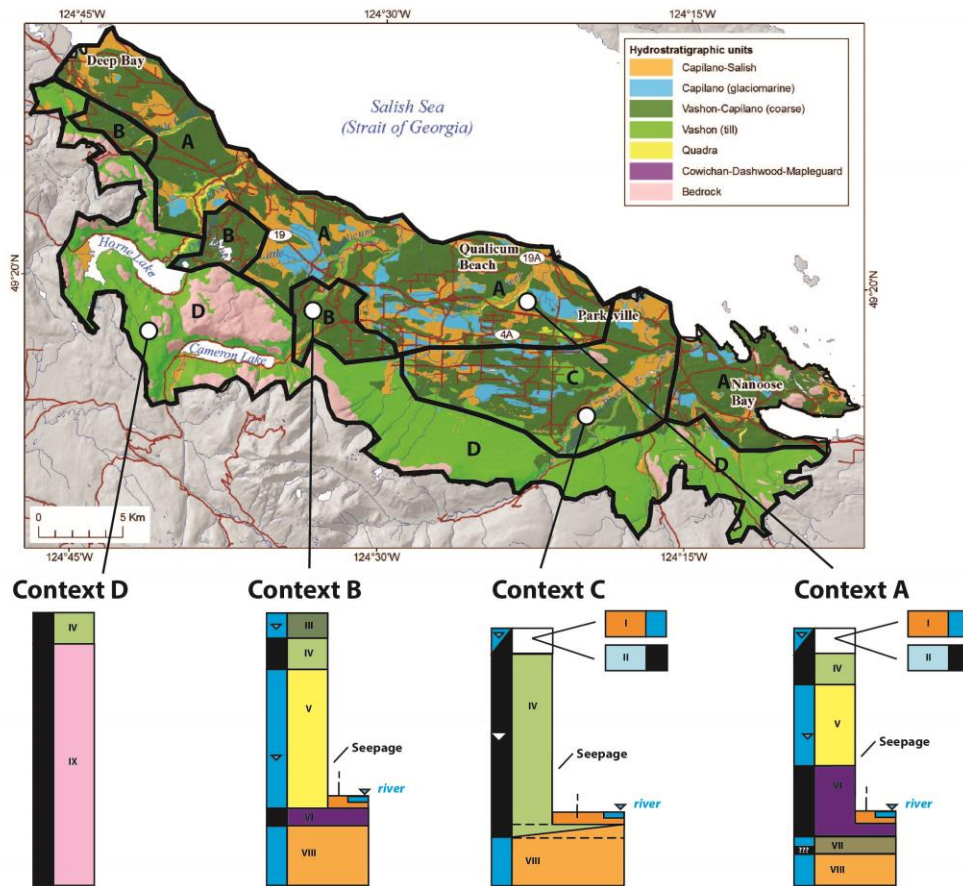 124°45'W
124°30'W
124°15'W
Deep Bay
Salish Sea
(Strait of Georgia)
Hydrostratigraphic units
Capilano-Salish
Capilano (glaciomarine)
Vashon-Capilano (coarse)
Vashon (till)
Quadra
Cowichan-Dashwood-Mapleguard
Bedrock
B
A
B
19
A
Qualicum
Beach
19A
A
49°20'N
49°20'N
Horne Lake
D
B
Parksville
4A
Cameron Lake
C
A
Nanoose
Bay
D
D
0
5 Km
124°45'W
124°30'W
124°15'W
Context D
Context B
Context C
Context A
IV
IX
III
IV
V
Seepage
river
VI
VIII
I
II
IV
Seepage
river
VIII
I
II
IV
V
Seepage
VI
river
VII
???
VIII